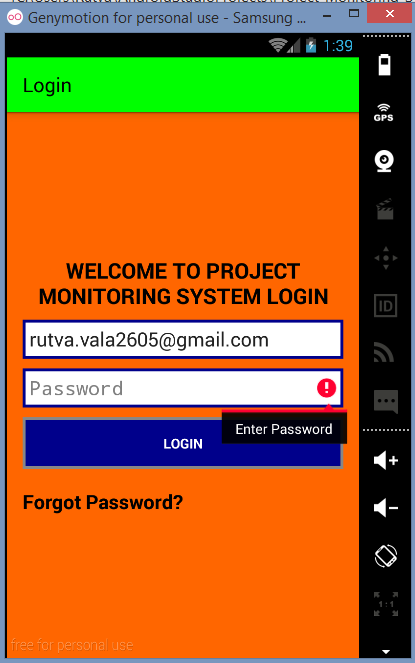 Genymotion for personal use - Samsung ...
1:39
Login
GPS
WELCOME TO PROJECT
MONITORING SYSTEM LOGIN
rutva.vala2605@gmail.com
Password
Enter Password
LOGIN
Forgot Password?
ID
1:1
free for personal use